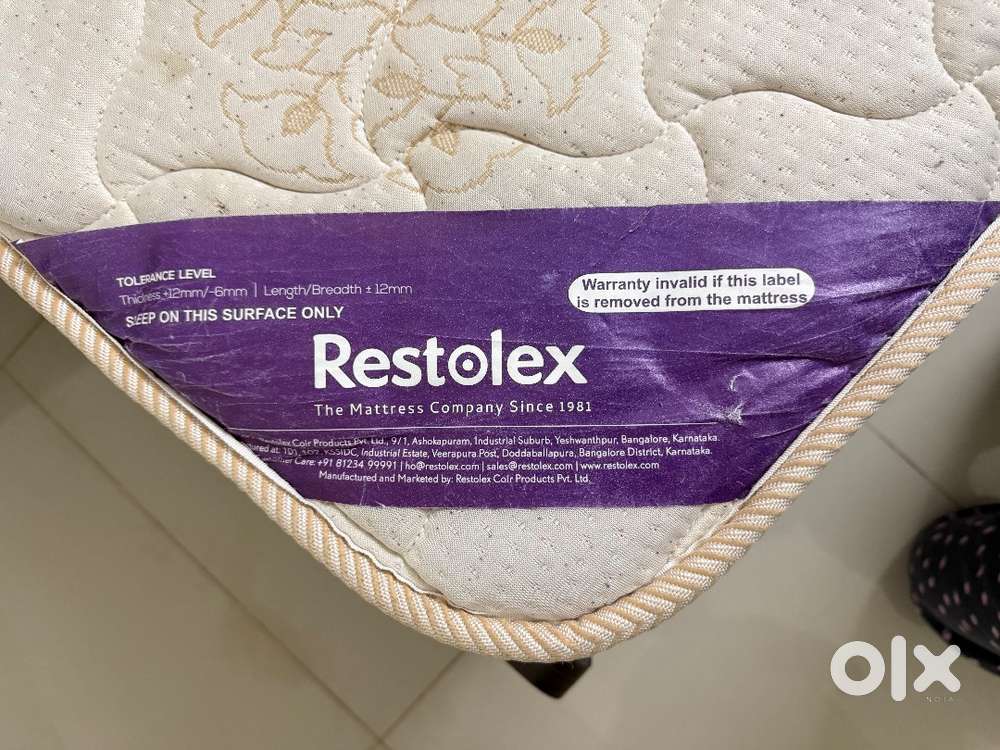 TOLERANCE LEVEL
Thickness +12mm/-6mm | Length/Breadth ± 12mm
SLEEP ON THIS SURFACE ONLY
Warranty invalid if this label
is removed from the mattress
Restolex
The Mattress Company Since 1981
Coir Products Pvt. Ltd., 9/1, Ashokapuram, Industrial Suburb, Yeshwanthpur, Bangalore, Karnataka.
at: KSSIDC, Industrial Estate, Veerapura Post, Doddaballapura, Bangalore District, Karnataka.
Care: +91 81234 99991 | ho@restolex.com | sales@restolex.com | www.restolex.com
Manufactured and Marketed by: Restolex Coir Products Pvt. Ltd.
olx
INDIA